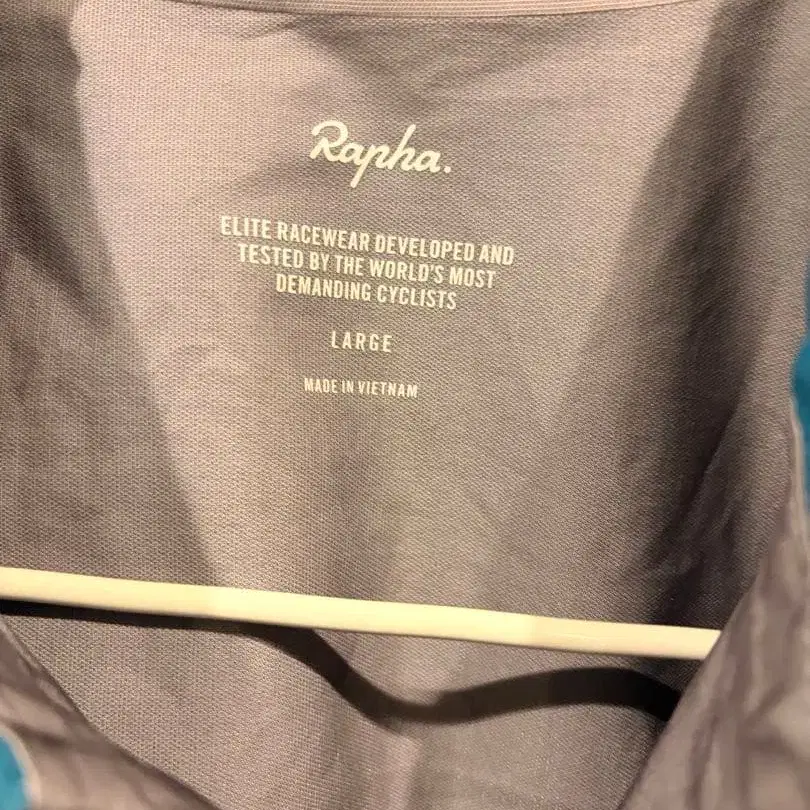 Rapha.
ELITE RACEWEAR DEVELOPED AND
TESTED BY THE WORLD'S MOST
DEMANDING CYCLISTS
LARGE
MADE IN VIETNAM